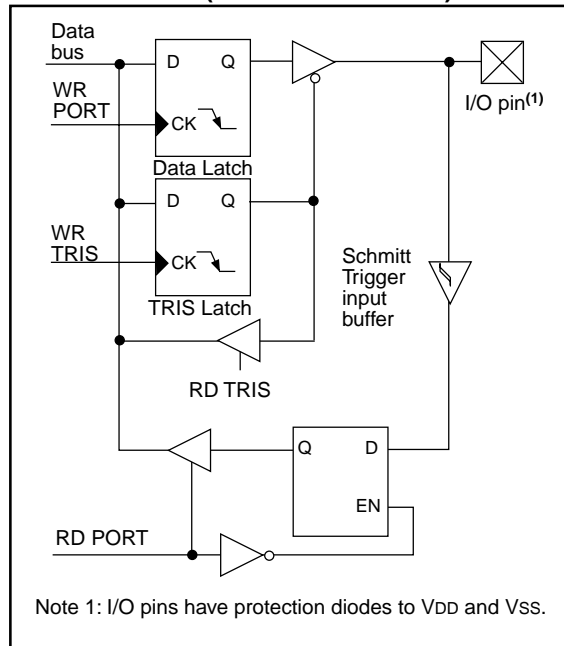 Data
bus
D Q
I/O pin(1)
WR
PORT
CK
Data Latch
D Q
WR
TRIS
CK
Schmitt
Trigger
input
buffer
TRIS Latch
RD TRIS
Q D
EN
RD PORT
Note 1: I/O pins have protection diodes to VDD and VSS.